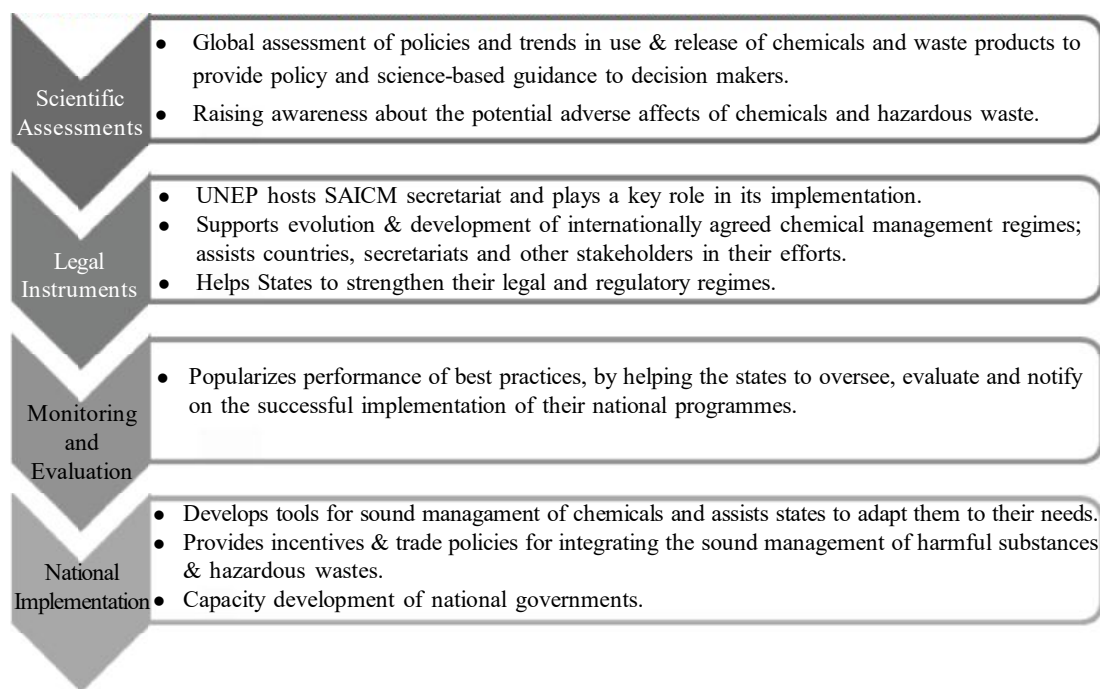 Scientific
Assessments
● Global assessment of policies and trends in use & release of chemicals and waste products to
provide policy and science-based guidance to decision makers.
● Raising awareness about the potential adverse affects of chemicals and hazardous waste.
Legal
Instruments
● UNEP hosts SAICM secretariat and plays a key role in its implementation.
● Supports evolution & development of internationally agreed chemical management regimes;
assists countries, secretariats and other stakeholders in their efforts.
● Helps States to strengthen their legal and regulatory regimes.
Monitoring
and
Evaluation
● Popularizes performance of best practices, by helping the states to oversee, evaluate and notify
on the successful implementation of their national programmes.
National
Implementation
● Develops tools for sound managament of chemicals and assists states to adapt them to their needs.
● Provides incentives & trade policies for integrating the sound management of harmful substances
& hazardous wastes.
● Capacity development of national governments.